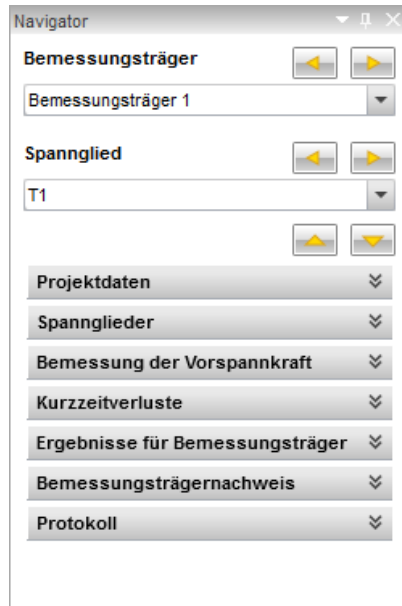 Navigator
Bemessungsträger
Bemessungsträger 1
Spannglied
T1
Projektdaten
Spannglieder
Bemessung der Vorspannkraft
Kurzzeitverluste
Ergebnisse für Bemessungsträger
Bemessungsträgernachweis
Protokoll